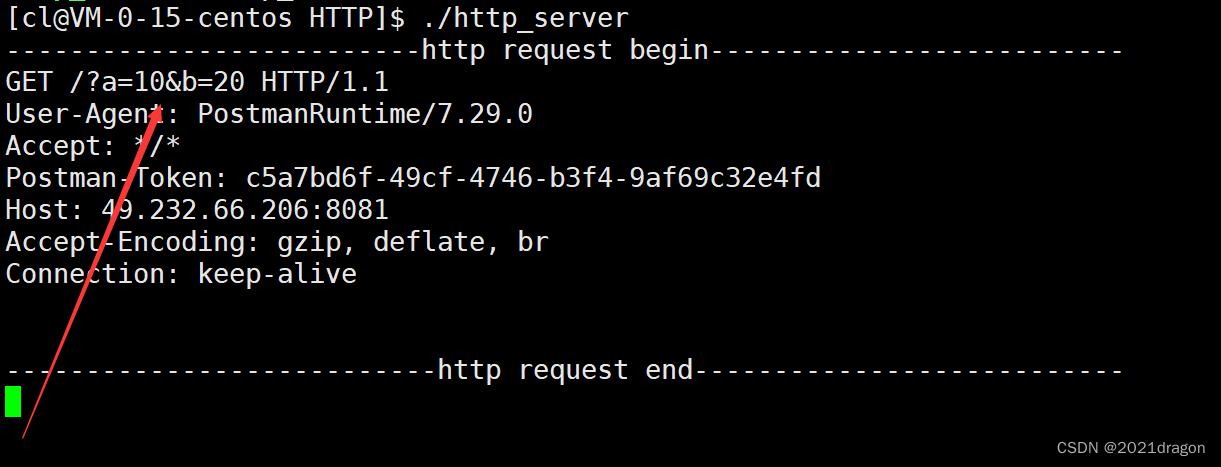 [cl@VM-0-15-centos HTTP]$ ./http_server
--------------------------http request begin--------------------------
GET /?a=10&b=20 HTTP/1.1
User-Agent: PostmanRuntime/7.29.0
Accept: */*
Postman-Token: c5a7bd6f-49cf-4746-b3f4-9af69c32e4fd
Host: 49.232.66.206:8081
Accept-Encoding: gzip, deflate, br
Connection: keep-alive
---------------------------http request end---------------------------
CSDN @2021dragon